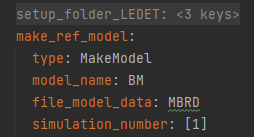 setup_folder_LEDET: <3 keys>
make_ref_model:
  type: MakeModel
  model_name: BM
  file_model_data: MBRD
  simulation_number: [1]